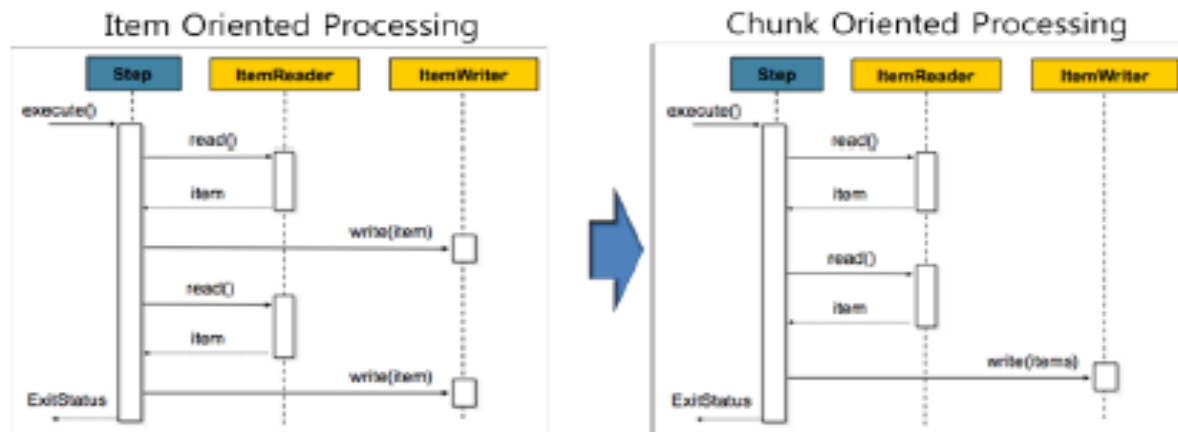 Item Oriented Processing
Step
ItemReader
ItemWriter
execute()
read()
item
write(item)
read()
item
write(item)
ExitStatus
Chunk Oriented Processing
Step
ItemReader
ItemWriter
execute()
read()
item
read()
item
write(items)
ExitStatus